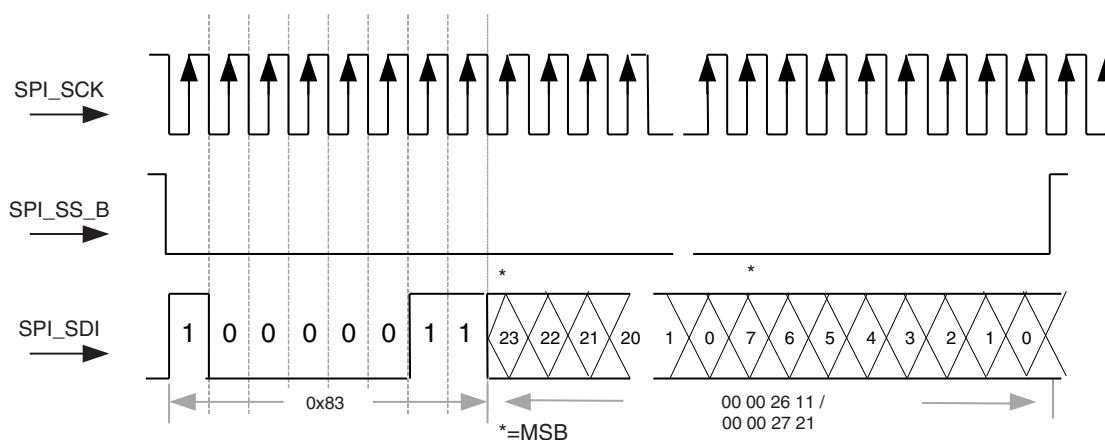 SPI_SCK
SPI_SS_B
* *
SPI_SDI
1 0 0 0 0 0 1 1 23 22 21 20 1 0 7 6 5 4 3 2 1 0
0x83
00 00 26 11 /
00 00 27 21
*=MSB